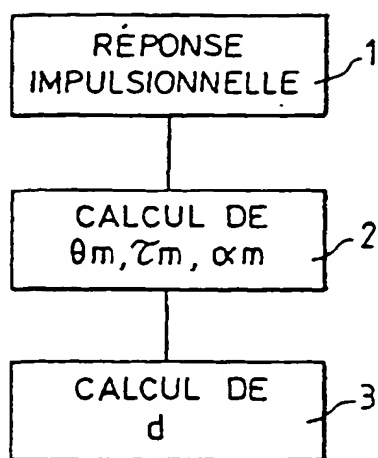 RÉPONSE
IMPULSIONNELLE
1
CALCUL DE
θm, τm, αm
2
CALCUL DE
d
3